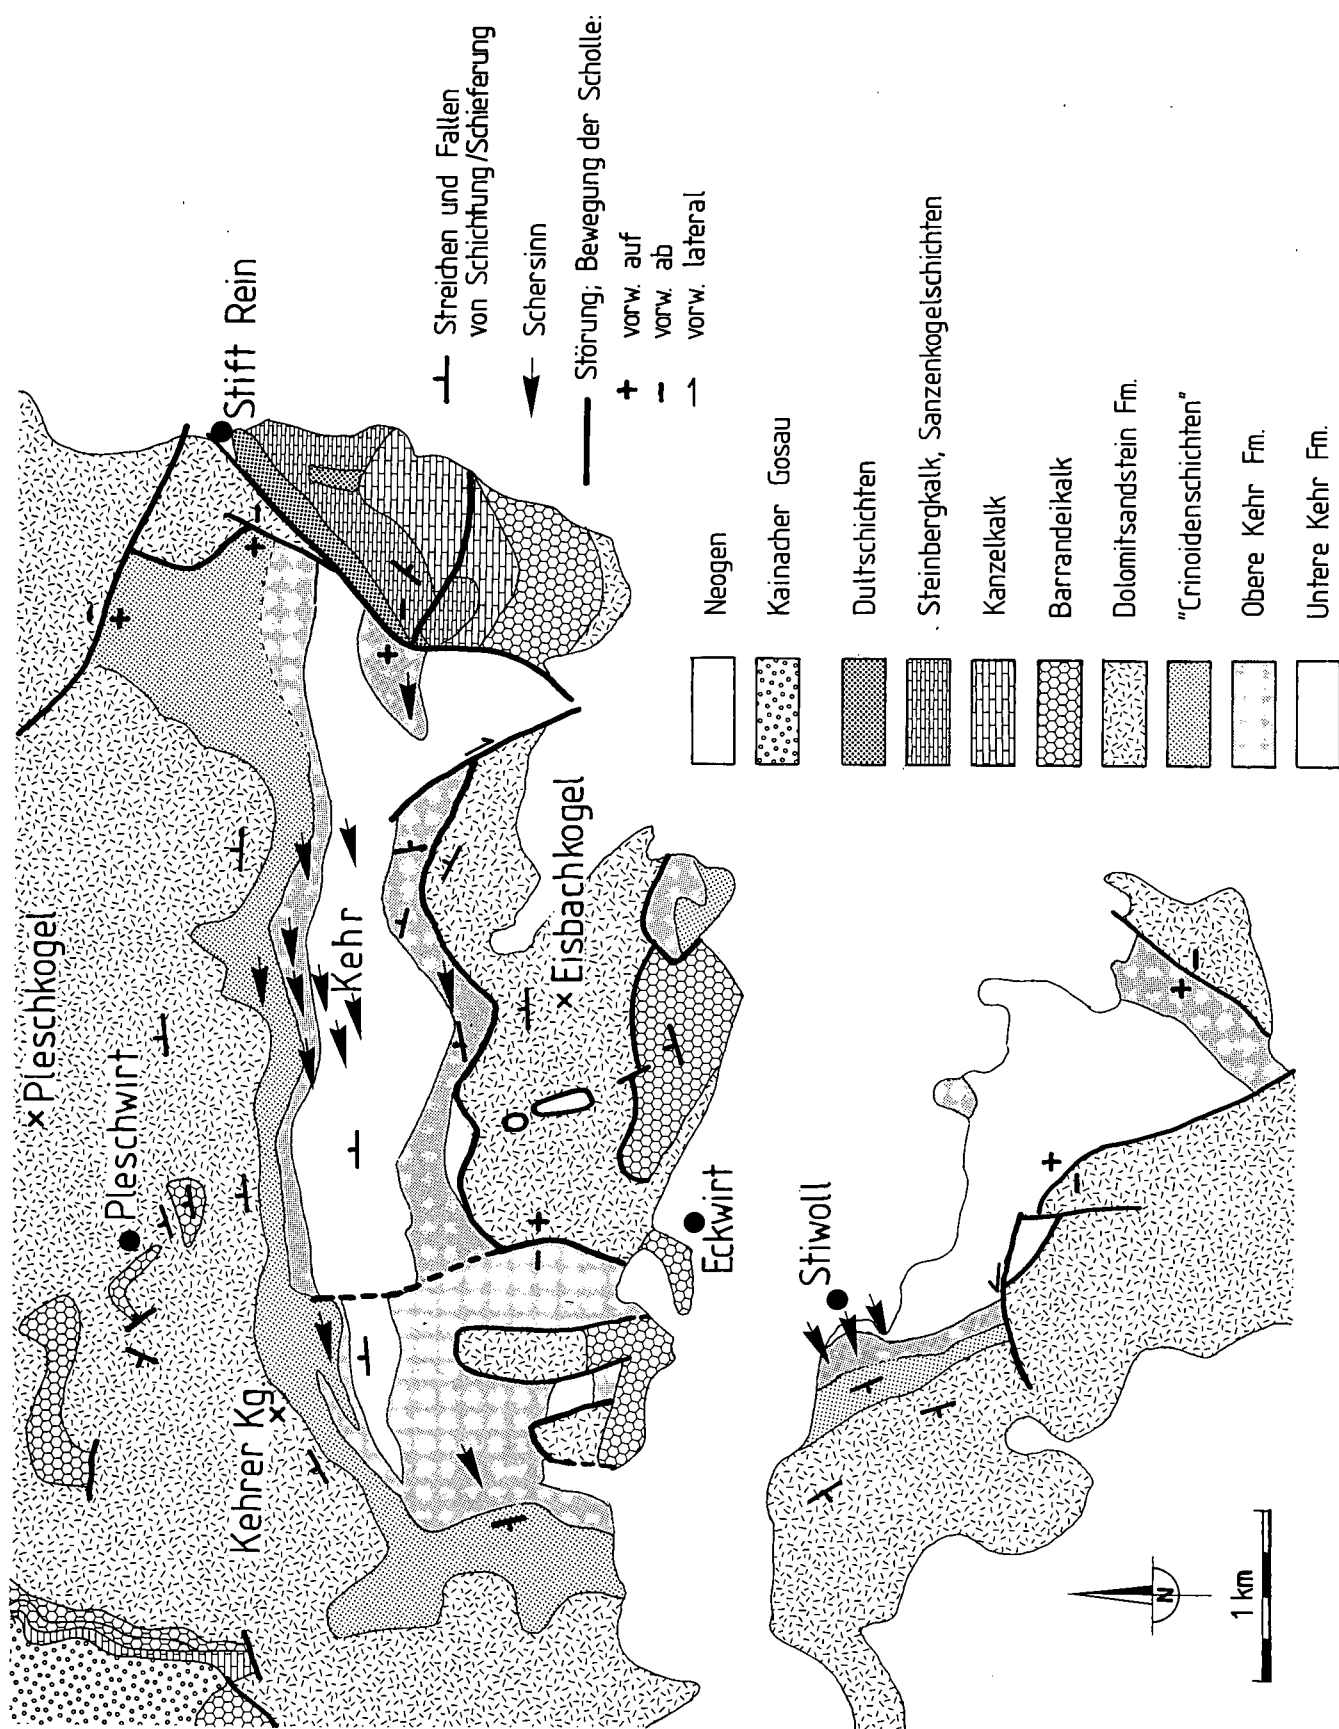 Pleschkogel
Pleschwirt
Kehrer Kg
Kehr
Stift Rein
Eisbachkogel
Eckwirt
Stiwoll
N
1 km
Streichen und Fallen
von Schichtung/Schieferung
Schersinn
Störung; Bewegung der Scholle:
+ vorw. auf
− vorw. ab
⇀ vorw. lateral
Neogen
Kainacher Gosau
Dultschichten
Steinbergkalk, Sanzenkogelschichten
Kanzelkalk
Barrandeikalk
Dolomitsandstein Fm.
"Crinoidenschichten"
Obere Kehr Fm.
Untere Kehr Fm.